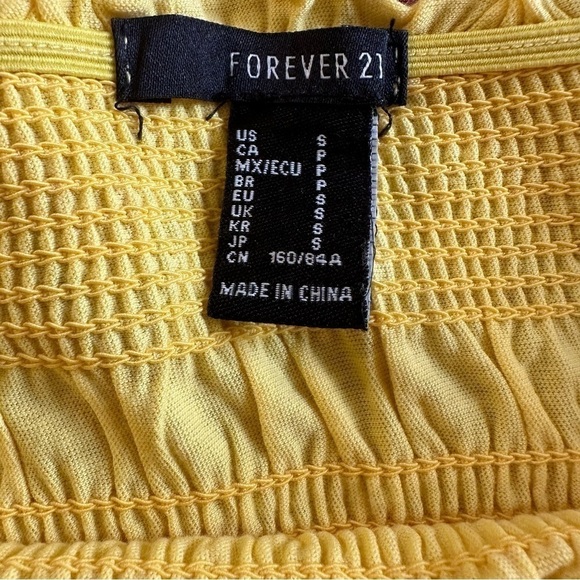 FOREVER 21
US S
CA P
MX/ECU P
BR P
EU S
UK S
KR S
JP S
CN 160/84A
MADE IN CHINA